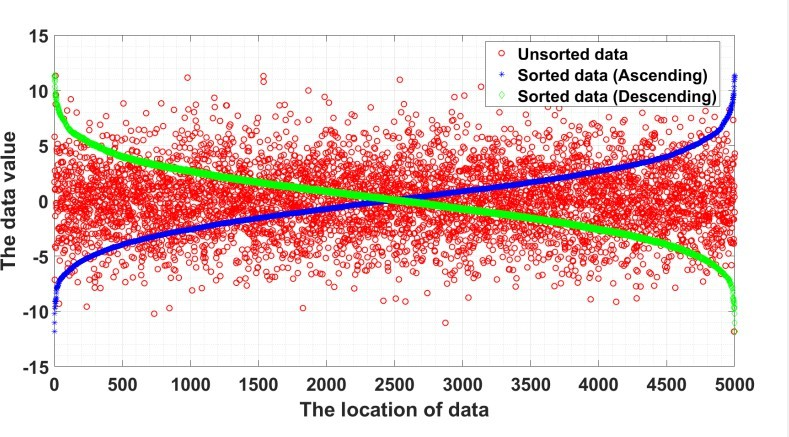 15
10
5
0
-5
-10
-15
The data value
Unsorted data
Sorted data (Ascending)
Sorted data (Descending)
0 500 1000 1500 2000 2500 3000 3500 4000 4500 5000
The location of data